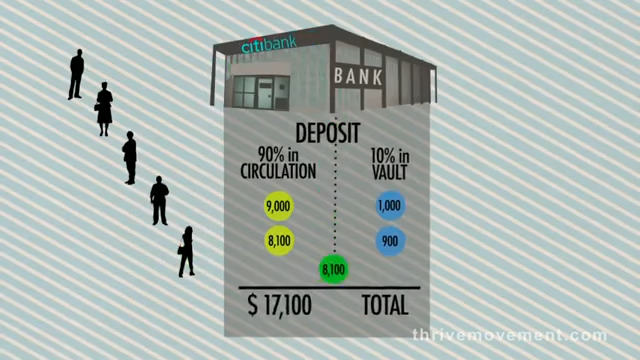 citibank
BANK
DEPOSIT
90% in 10% in
CIRCULATION VAULT
9,000 1,000
8,100 900
8,100
$ 17,100 TOTAL
thrivemovement.com